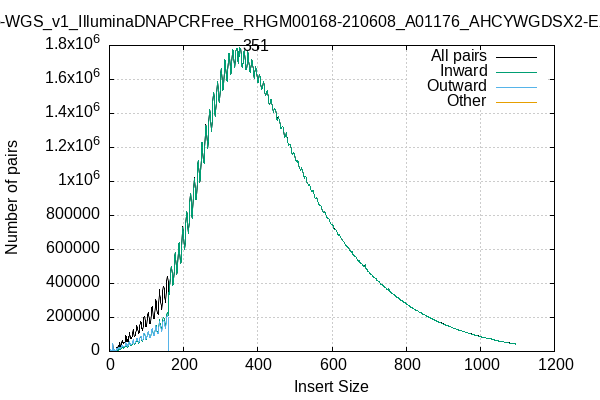 -WGS_v1_IlluminaDNAPCRFree_RHGM00168-210608_A01176_AHCYWGDSX2-E
351
All pairs
Inward
Outward
Other
1.8x10^6
1.6x10^6
1.4x10^6
1.2x10^6
1x10^6
800000
600000
400000
200000
0
Number of pairs
0 200 400 600 800 1000 1200
Insert Size